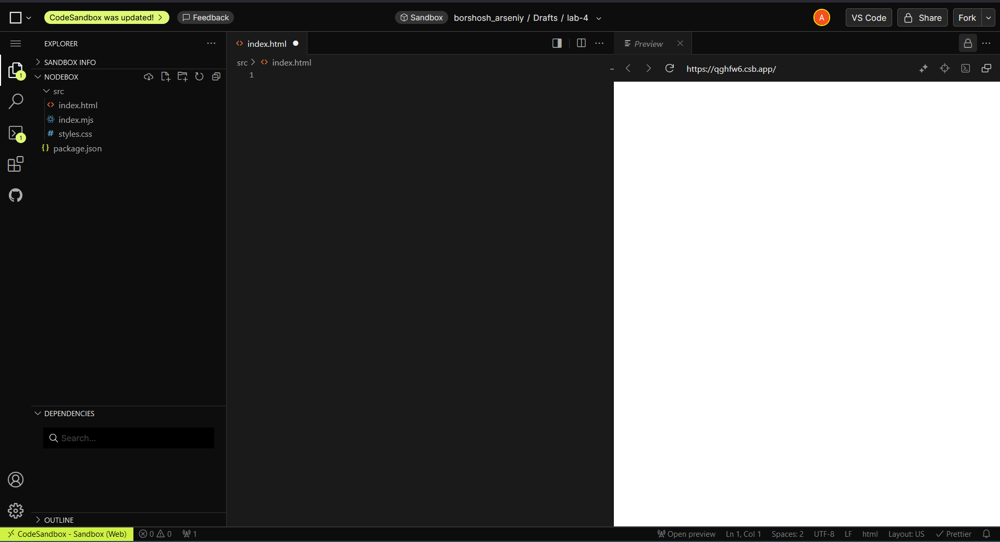 CodeSandbox was updated!
Feedback
Sandbox
borshosh_arseniy / Drafts / lab-4
A
VS Code
Share
Fork
EXPLORER
SANDBOX INFO
NODEBOX
src
index.html
index.mjs
# styles.css
{} package.json
1
1
DEPENDENCIES
Search...
OUTLINE
<> index.html
src > <> index.html
1
Preview
https://qghfw6.csb.app/
CodeSandbox - Sandbox (Web)
0
0
1
Open preview
Ln 1, Col 1
Spaces: 2
UTF-8
LF
html
Layout: US
Prettier